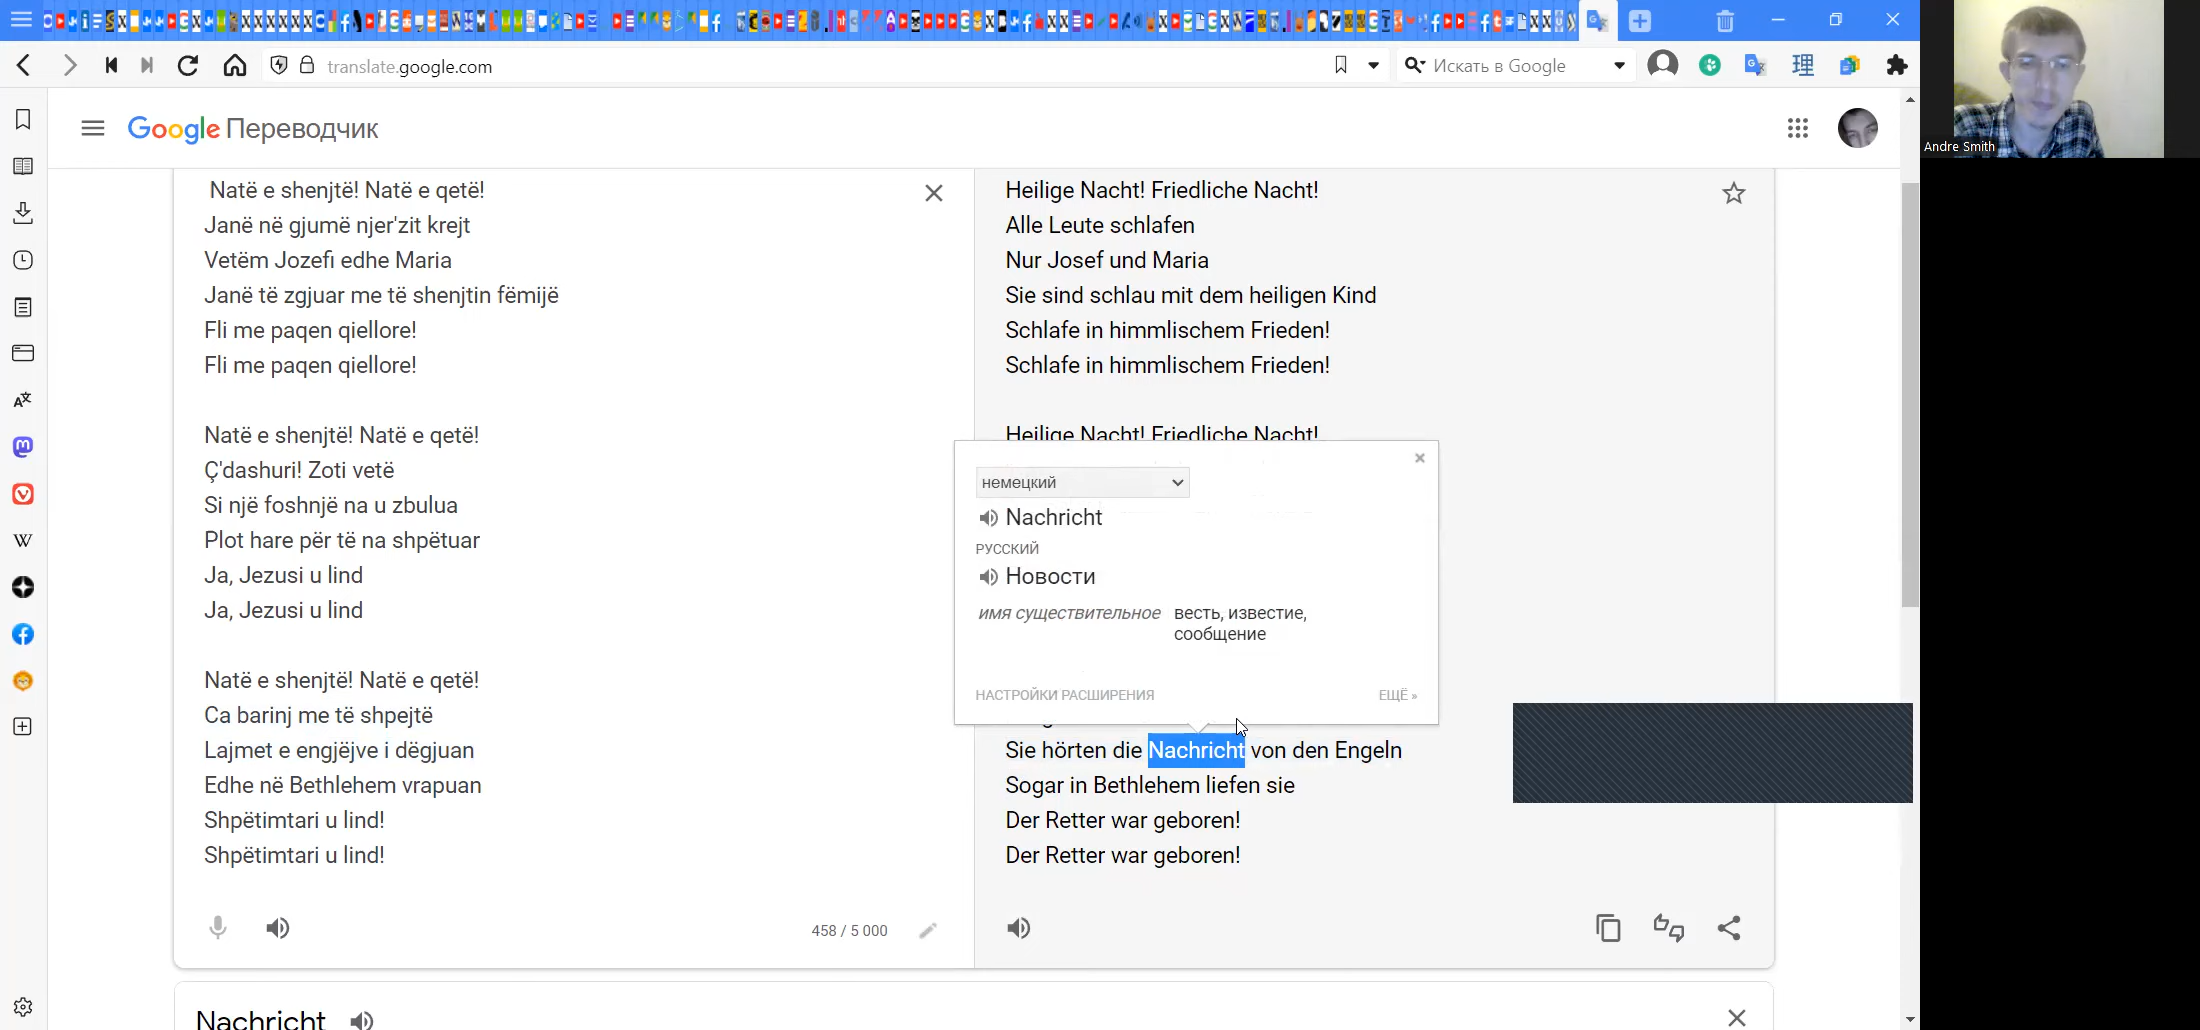 translate.google.com
Искать в Google
Andre Smith
Google Переводчик
Natë e shenjtë! Natë e qetë!
Janë në gjumë njer'zit krejt
Vetëm Jozefi edhe Maria
Janë të zgjuar me të shenjtin fëmijë
Fli me paqen qiellore!
Fli me paqen qiellore!
Natë e shenjtë! Natë e qetë!
Ç'dashuri! Zoti vetë
Si një foshnjë na u zbulua
Plot hare për të na shpëtuar
Ja, Jezusi u lind
Ja, Jezusi u lind
Natë e shenjtë! Natë e qetë!
Ca barinj me të shpejtë
Lajmet e engjëjve i dëgjuan
Edhe në Bethlehem vrapuan
Shpëtimtari u lind!
Shpëtimtari u lind!
458 / 5 000
Heilige Nacht! Friedliche Nacht!
Alle Leute schlafen
Nur Josef und Maria
Sie sind schlau mit dem heiligen Kind
Schlafe in himmlischem Frieden!
Schlafe in himmlischem Frieden!
Heilige Nacht! Friedliche Nacht!
немецкий
Nachricht
РУССКИЙ
Новости
имя существительное весть, известие,
сообщение
НАСТРОЙКИ РАСШИРЕНИЯ ЕЩЁ »
Sie hörten die Nachricht von den Engeln
Sogar in Bethlehem liefen sie
Der Retter war geboren!
Der Retter war geboren!
Nachricht